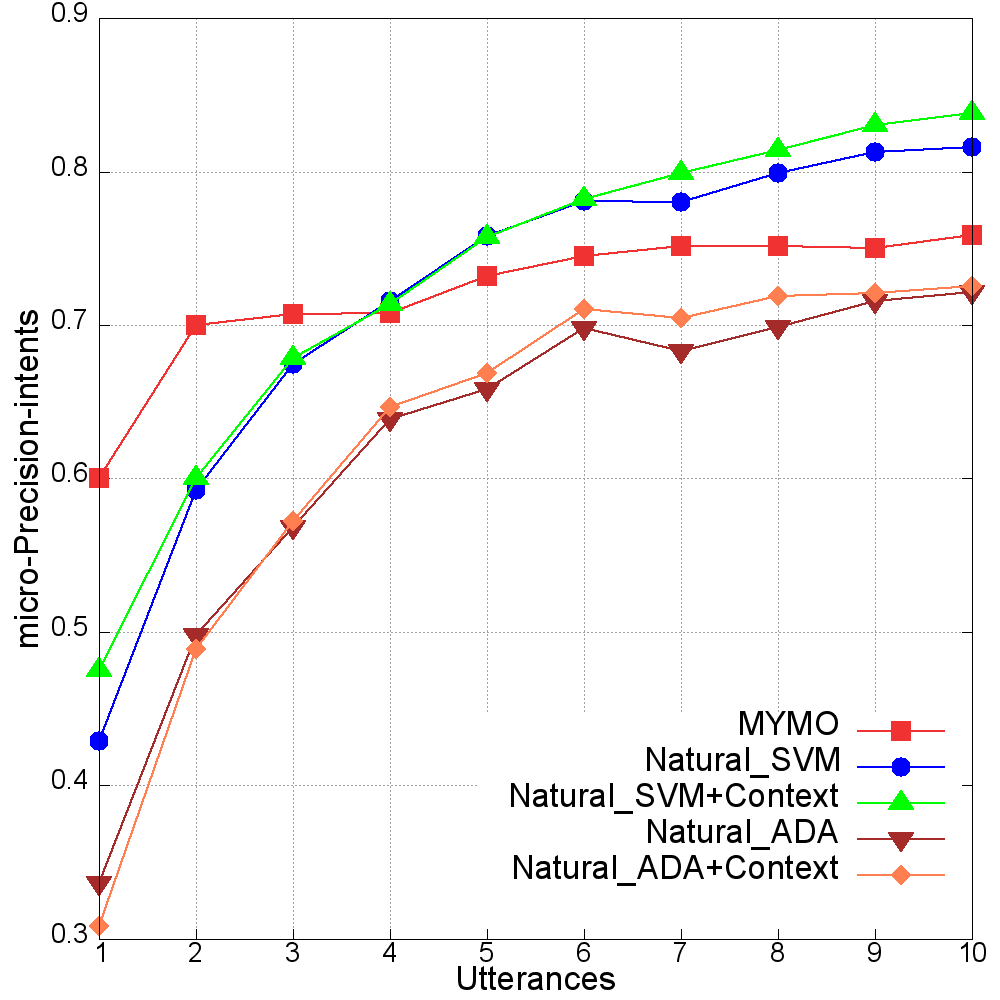 0.9
0.8
0.7
0.6
0.5
0.4
0.3
micro-Precision-intents
MYMO
Natural_SVM
Natural_SVM+Context
Natural_ADA
Natural_ADA+Context
1 2 3 4 5 6 7 8 9 10
Utterances